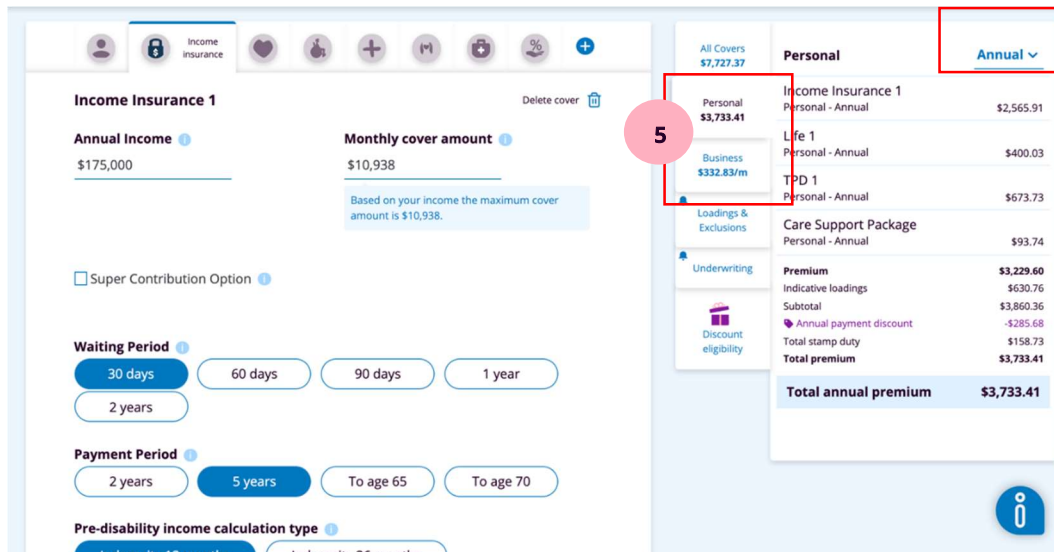 Income
insurance
Income Insurance 1
Delete cover
Annual Income
Monthly cover amount
$175,000
$10,938
Based on your income the maximum cover
amount is $10,938.
Super Contribution Option
Waiting Period
30 days
60 days
90 days
1 year
2 years
Payment Period
2 years
5 years
To age 65
To age 70
Pre-disability income calculation type
5
All Covers
$7,727.37
Personal
$3,733.41
Business
$332.83/m
Loadings &
Exclusions
Underwriting
Discount
eligibility
Personal
Annual
Income Insurance 1
Personal - Annual
$2,565.91
Life 1
Personal - Annual
$400.03
TPD 1
Personal - Annual
$673.73
Care Support Package
Personal - Annual
$93.74
Premium
$3,229.60
Indicative loadings
$630.76
Subtotal
$3,860.36
Annual payment discount
-$285.68
Total stamp duty
$158.73
Total premium
$3,733.41
Total annual premium
$3,733.41